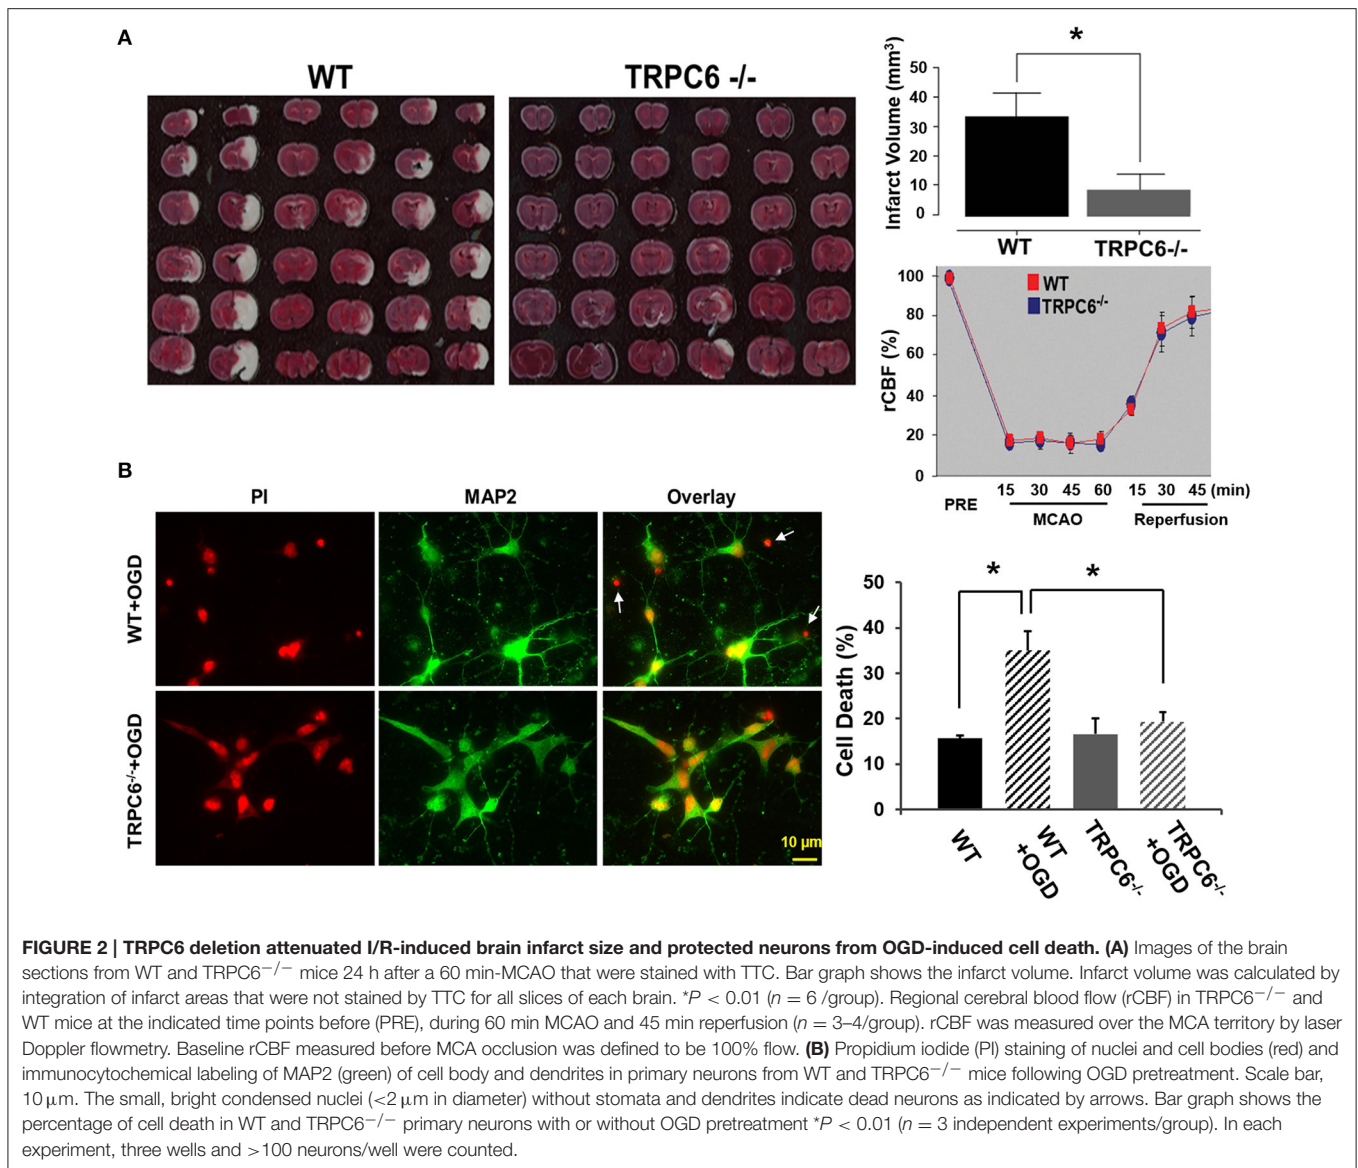 A
WT
TRPC6 -/-
*
Infarct Volume (mm³)
50
40
30
20
10
0
WT
TRPC6-/-
100
80
60
40
20
0
rCBF (%)
WT
TRPC6⁻/⁻
15 30 45 60 15 30 45 (min)
PRE
MCAO
Reperfusion
B
PI
MAP2
Overlay
WT+OGD
TRPC6⁻/⁻+OGD
10 μm
* *
Cell Death (%)
50
40
30
20
10
0
WT
WT
+OGD
TRPC6⁻/⁻
TRPC6⁻/⁻
+OGD
FIGURE 2 | TRPC6 deletion attenuated I/R-induced brain infarct size and protected neurons from OGD-induced cell death. (A) Images of the brain
sections from WT and TRPC6⁻/⁻ mice 24 h after a 60 min-MCAO that were stained with TTC. Bar graph shows the infarct volume. Infarct volume was calculated by
integration of infarct areas that were not stained by TTC for all slices of each brain. *P < 0.01 (n = 6 /group). Regional cerebral blood flow (rCBF) in TRPC6⁻/⁻ and
WT mice at the indicated time points before (PRE), during 60 min MCAO and 45 min reperfusion (n = 3–4/group). rCBF was measured over the MCA territory by laser
Doppler flowmetry. Baseline rCBF measured before MCA occlusion was defined to be 100% flow. (B) Propidium iodide (PI) staining of nuclei and cell bodies (red) and
immunocytochemical labeling of MAP2 (green) of cell body and dendrites in primary neurons from WT and TRPC6⁻/⁻ mice following OGD pretreatment. Scale bar,
10 μm. The small, bright condensed nuclei (<2 μm in diameter) without stomata and dendrites indicate dead neurons as indicated by arrows. Bar graph shows the
percentage of cell death in WT and TRPC6⁻/⁻ primary neurons with or without OGD pretreatment *P < 0.01 (n = 3 independent experiments/group). In each
experiment, three wells and >100 neurons/well were counted.